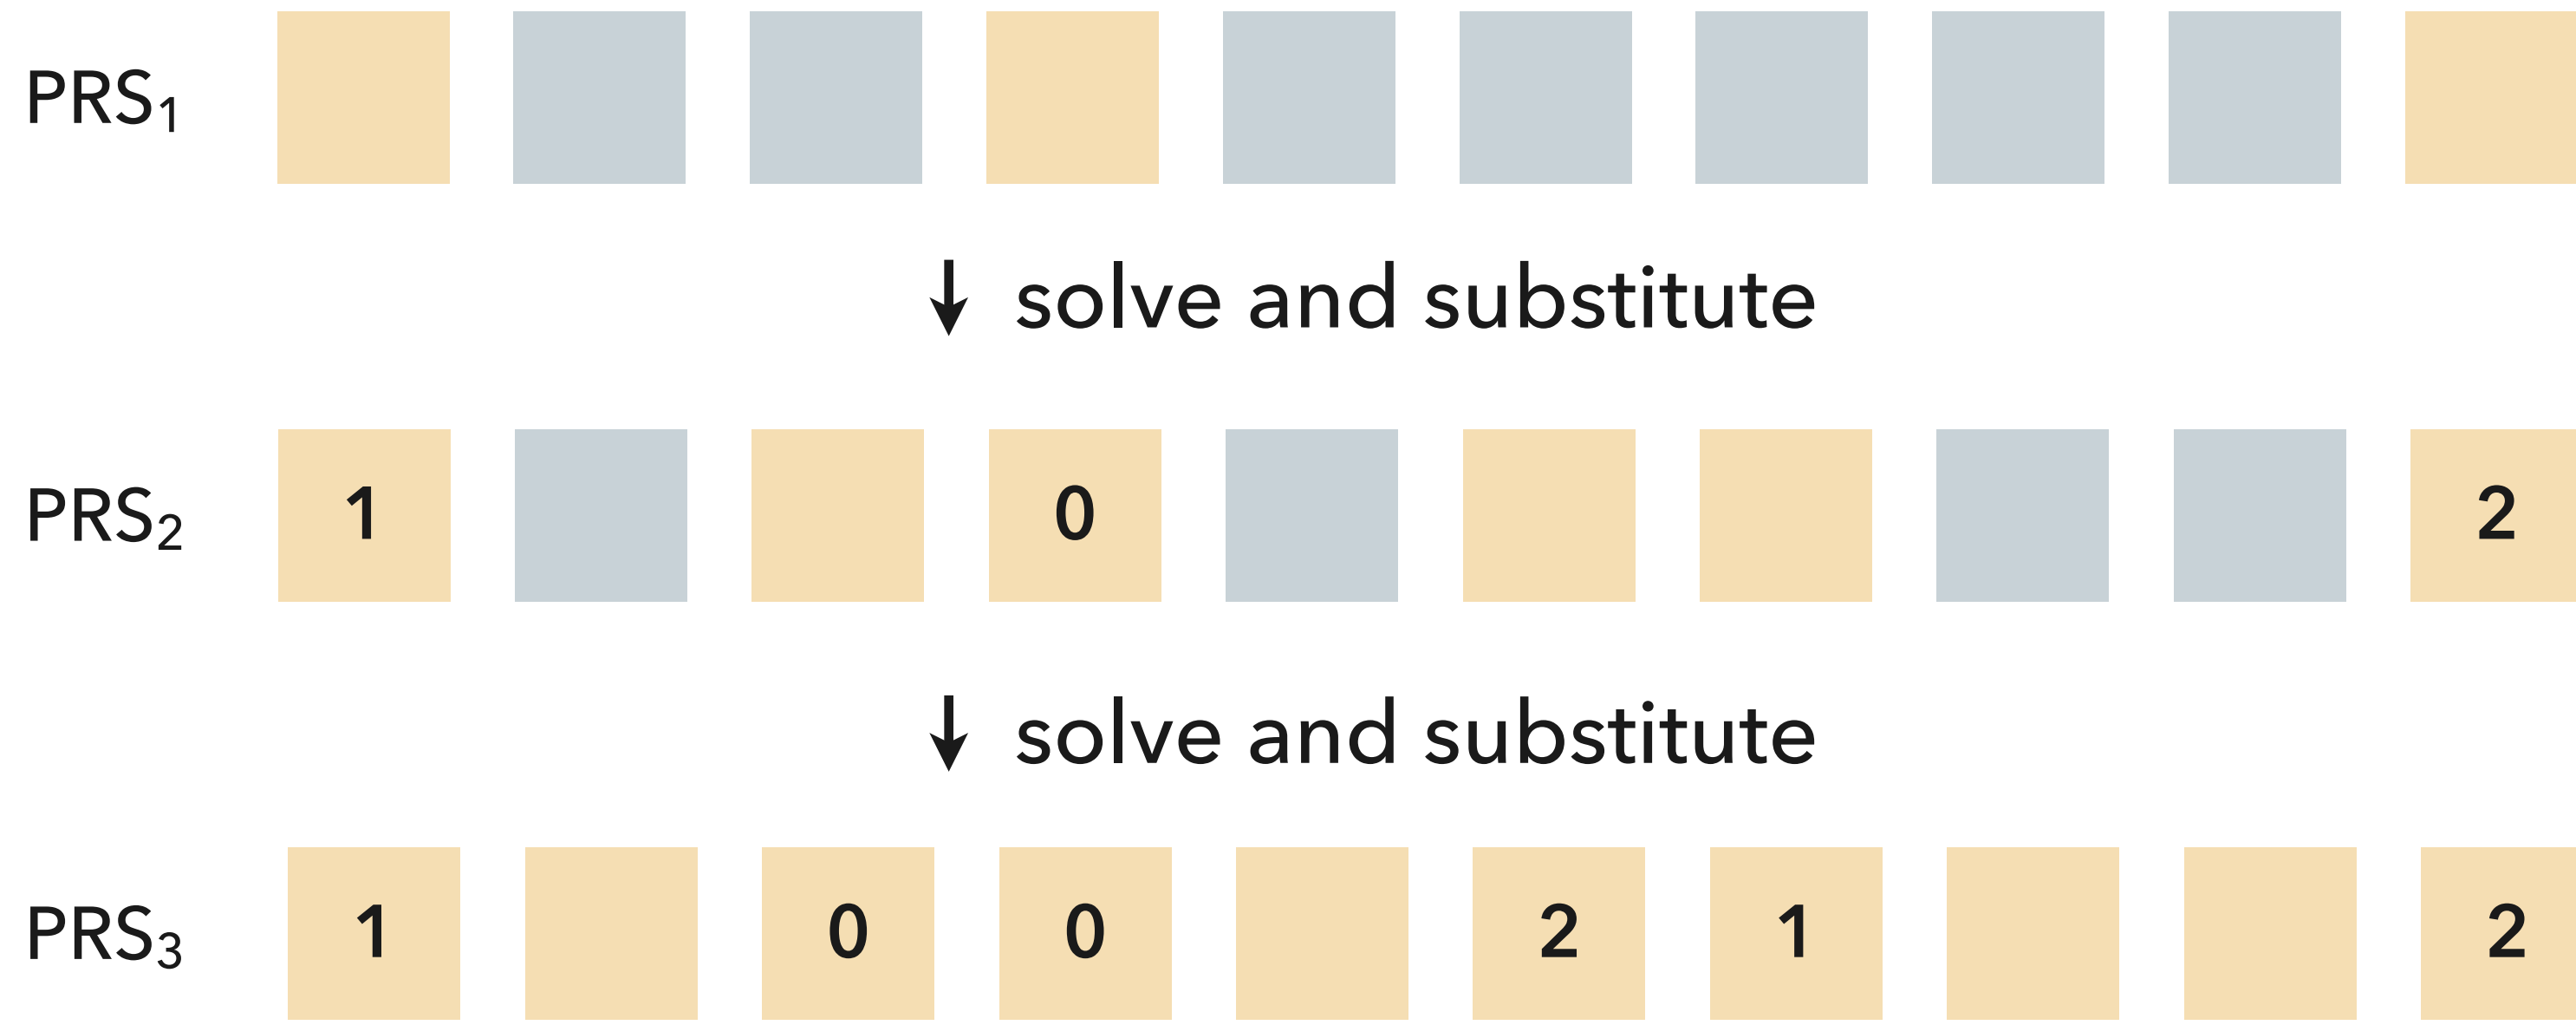 PRS₁
↓ solve and substitute
PRS₂ 1 0 2
↓ solve and substitute
PRS₃ 1 0 0 2 1 2